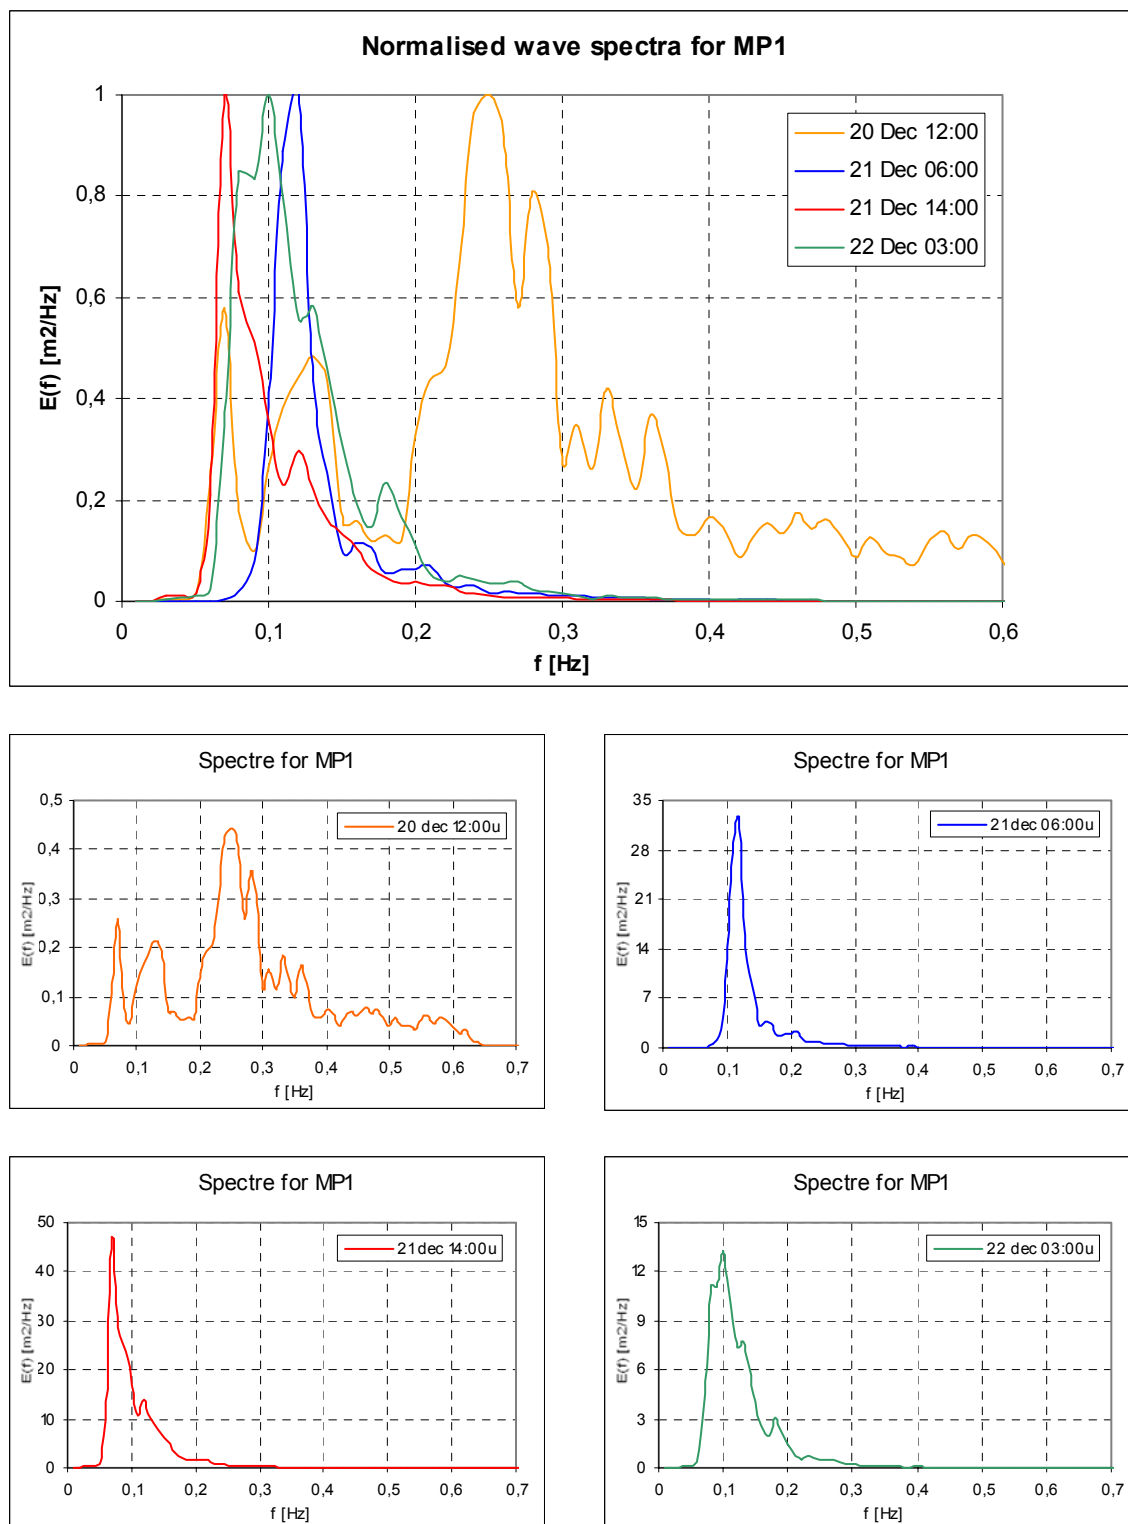 Normalised wave spectra for MP1
E(f) [m2/Hz]
1
0,8
0,6
0,4
0,2
0
0 0,1 0,2 0,3 0,4 0,5 0,6
f [Hz]
20 Dec 12:00
21 Dec 06:00
21 Dec 14:00
22 Dec 03:00
Spectre for MP1
E(f) [m2/Hz]
0,5
0,4
0,3
0,2
0,1
0
0 0,1 0,2 0,3 0,4 0,5 0,6 0,7
f [Hz]
20 dec 12:00u
Spectre for MP1
E(f) [m2/Hz]
35
28
21
14
7
0
0 0,1 0,2 0,3 0,4 0,5 0,6 0,7
f [Hz]
21dec 06:00u
Spectre for MP1
E(f) [m2/Hz]
50
40
30
20
10
0
0 0,1 0,2 0,3 0,4 0,5 0,6 0,7
f [Hz]
21dec 14:00u
Spectre for MP1
E(f) [m2/Hz]
15
12
9
6
3
0
0 0,1 0,2 0,3 0,4 0,5 0,6 0,7
f [Hz]
22 dec 03:00u